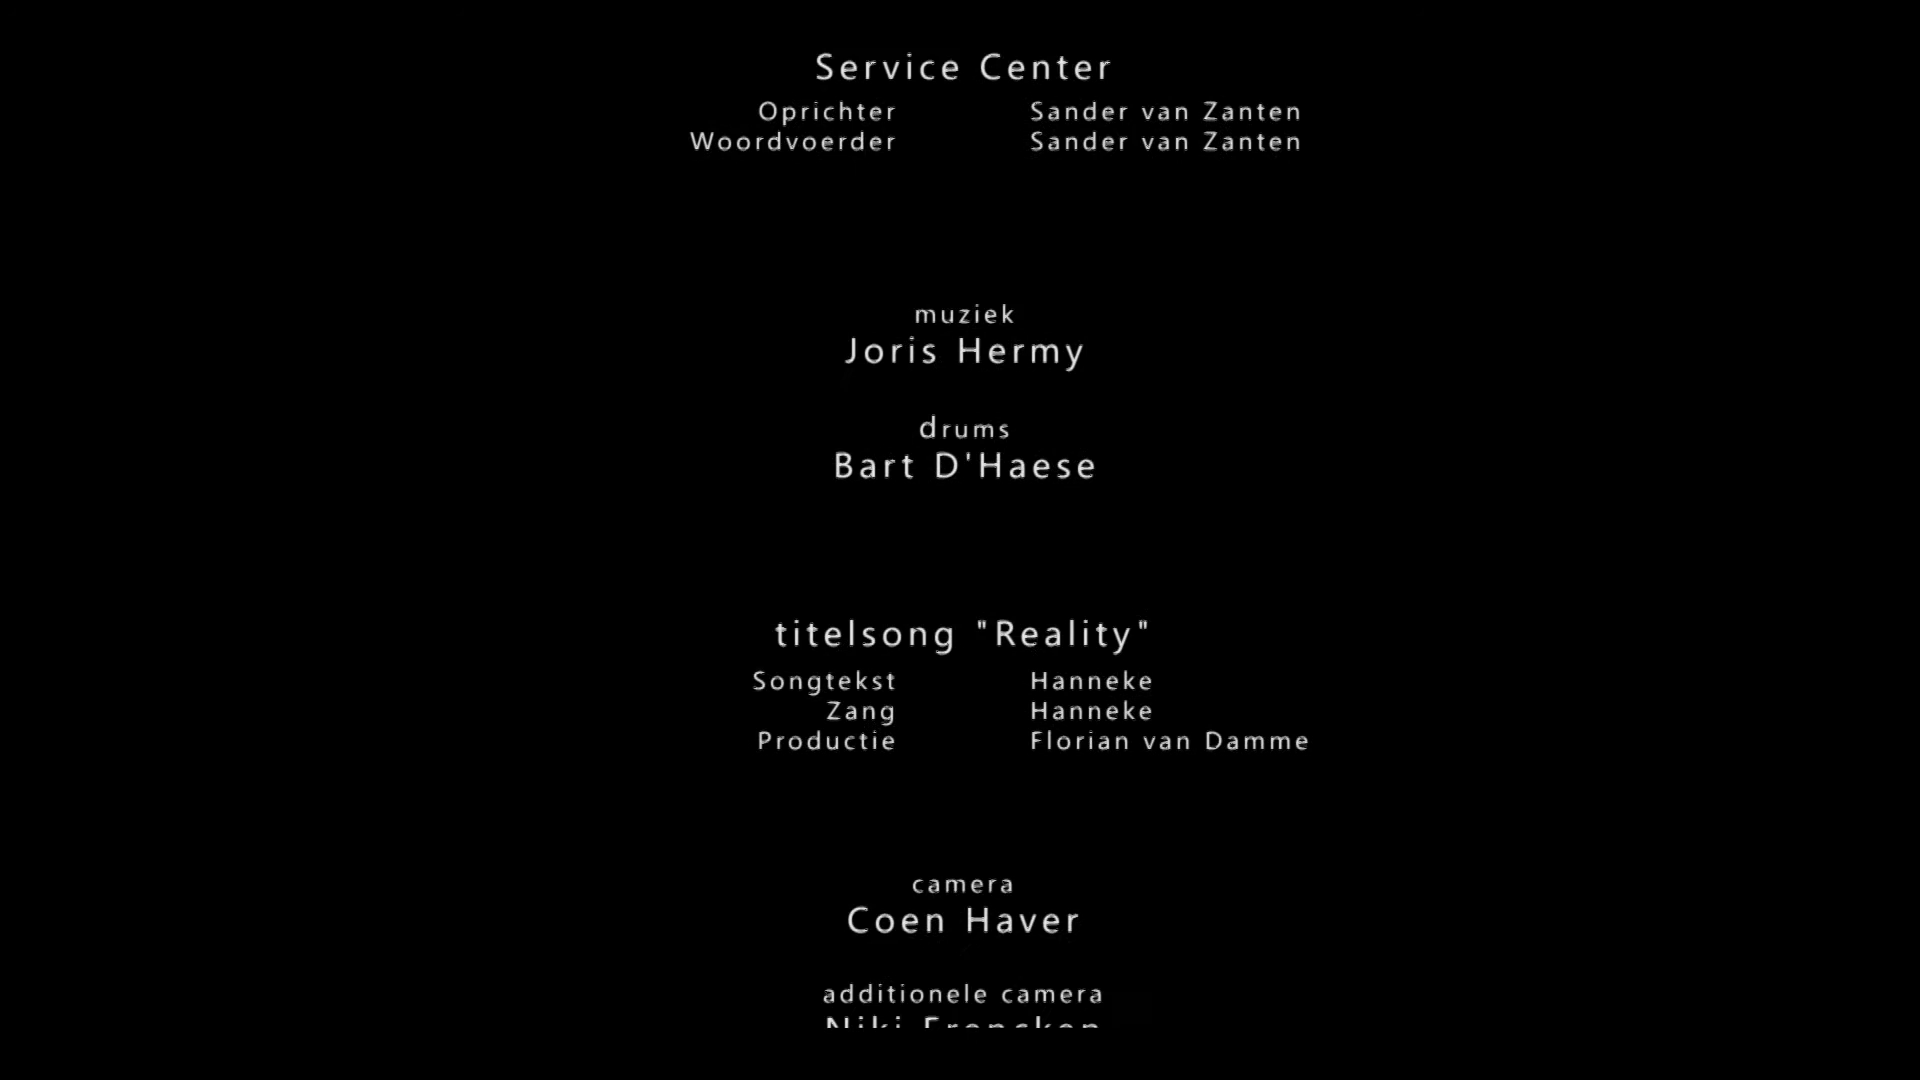 Service Center
Oprichter Sander van Zanten
Woordvoerder Sander van Zanten
muziek
Joris Hermy
drums
Bart D'Haese
titelsong "Reality"
Songtekst Hanneke
Zang Hanneke
Productie Florian van Damme
camera
Coen Haver
additionele camera
Niki